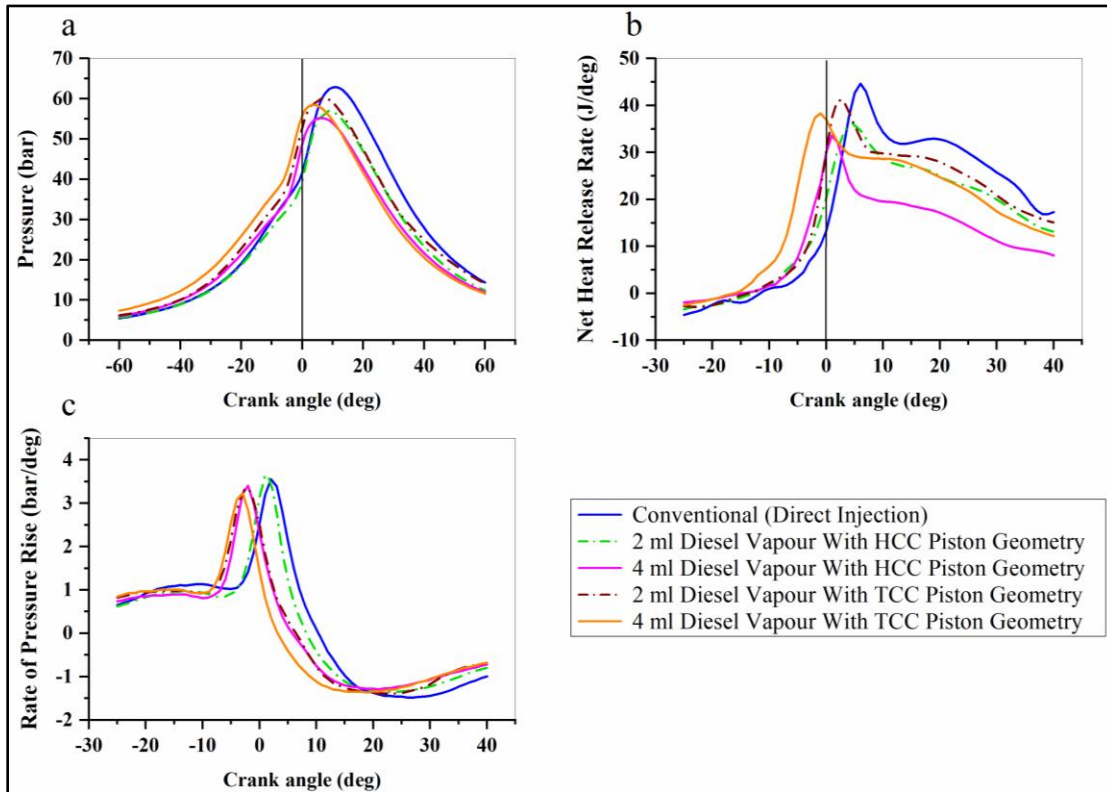 a
70
60
50
40
30
20
10
0
Pressure (bar)
-60 -40 -20 0 20 40 60
Crank angle (deg)
b
50
40
30
20
10
0
-10
Net Heat Release Rate (J/deg)
-30 -20 -10 0 10 20 30 40
Crank angle (deg)
c
4
3
2
1
0
-1
-2
Rate of Pressure Rise (bar/deg)
-30 -20 -10 0 10 20 30 40
Crank angle (deg)
Conventional (Direct Injection)
2 ml Diesel Vapour With HCC Piston Geometry
4 ml Diesel Vapour With HCC Piston Geometry
2 ml Diesel Vapour With TCC Piston Geometry
4 ml Diesel Vapour With TCC Piston Geometry